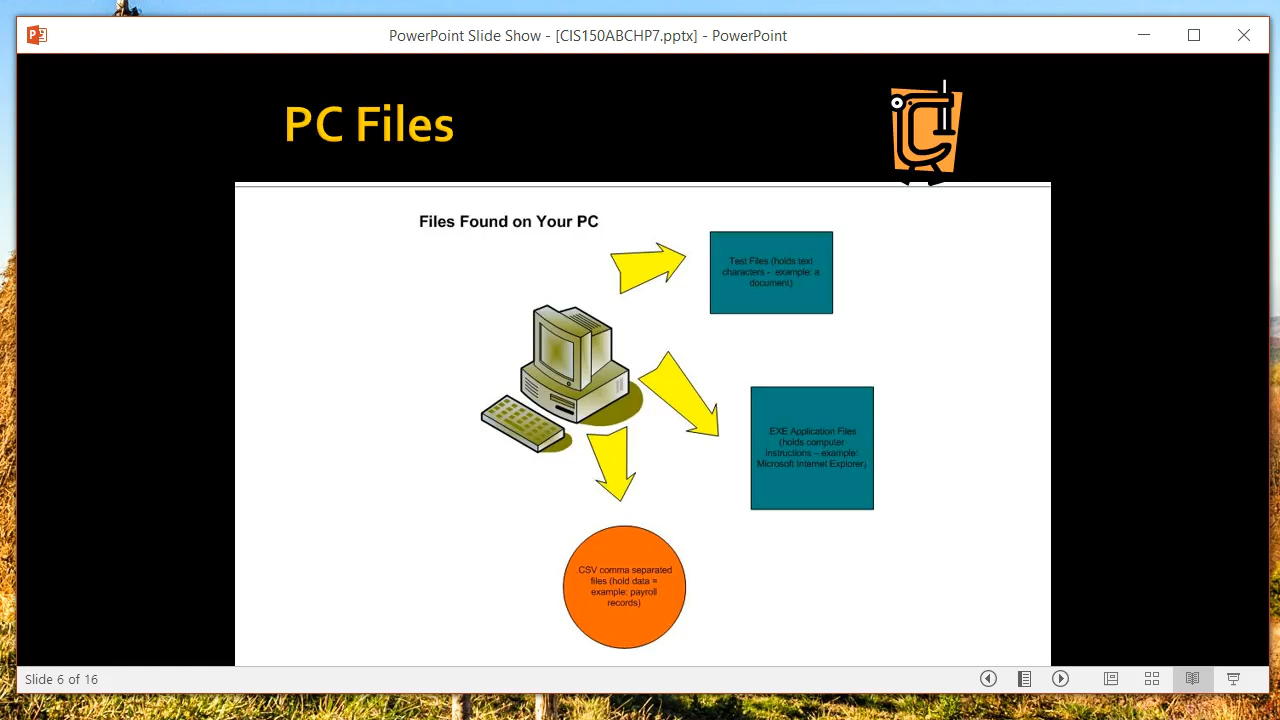 PowerPoint Slide Show - [CIS150ABCHP7.pptx] - PowerPoint
PC Files
Files Found on Your PC
Test Files (holds text
characters - example: a
document)
EXE Application Files
(holds computer
instructions – example:
Microsoft Internet Explorer)
CSV comma separated
files (hold data =
example: payroll
records)
Slide 6 of 16